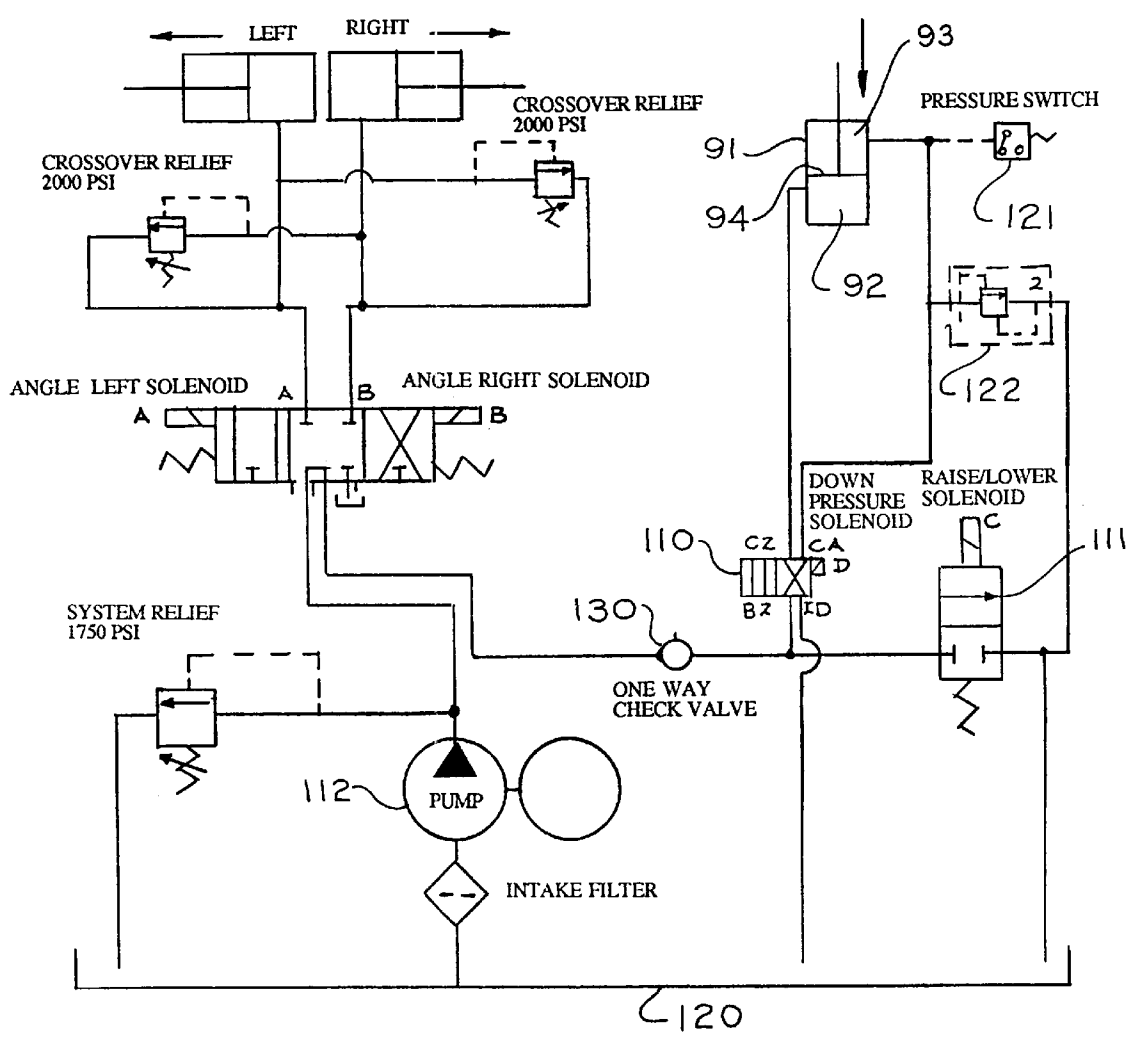 LEFT
RIGHT
93
CROSSOVER RELIEF
2000 PSI
PRESSURE SWITCH
91
CROSSOVER RELIEF
2000 PSI
94
121
92
2
122
ANGLE LEFT SOLENOID
A
B
ANGLE RIGHT SOLENOID
A
B
DOWN
PRESSURE
SOLENOID
RAISE/LOWER
SOLENOID
C
110
CZ
CA
D
111
BZ
ID
130
SYSTEM RELIEF
1750 PSI
ONE WAY
CHECK VALVE
112
PUMP
INTAKE FILTER
120